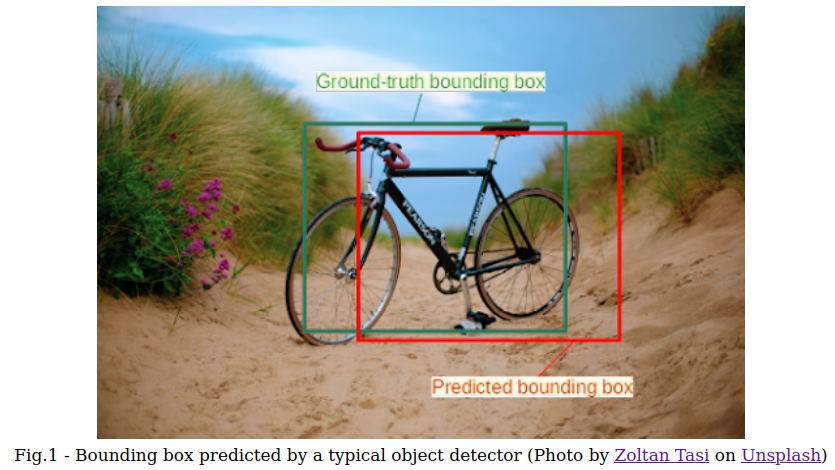 Ground-truth bounding box
PEARSON
Predicted bounding box
Fig.1 - Bounding box predicted by a typical object detector (Photo by Zoltan Tasi on Unsplash)